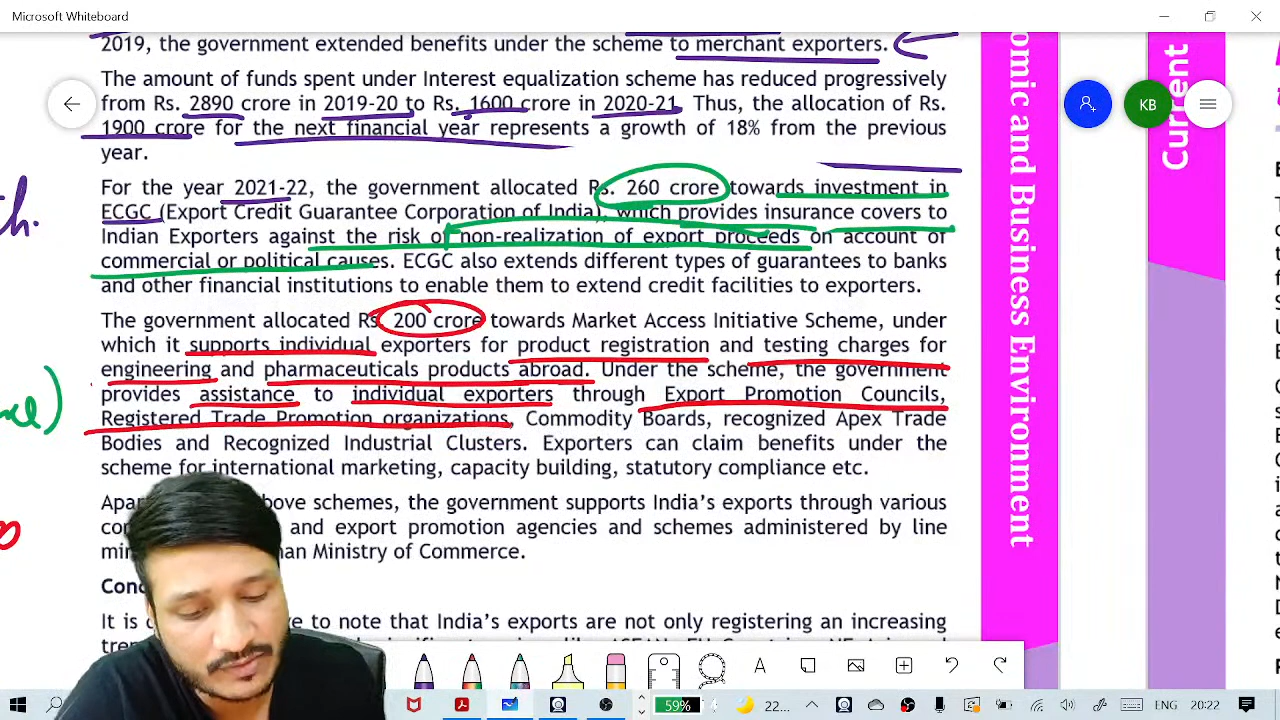 Microsoft Whiteboard
2019, the government extended benefits under the scheme to merchant exporters.
The amount of funds spent under Interest equalization scheme has reduced progressively
from Rs. 2890 crore in 2019-20 to Rs. 1600 crore in 2020-21. Thus, the allocation of Rs.
1900 crore for the next financial year represents a growth of 18% from the previous
year.
For the year 2021-22, the government allocated Rs. 260 crore towards investment in
ECGC (Export Credit Guarantee Corporation of India), which provides insurance covers to
Indian Exporters against the risk of non-realization of export proceeds on account of
commercial or political causes. ECGC also extends different types of guarantees to banks
and other financial institutions to enable them to extend credit facilities to exporters.
The government allocated Rs. 200 crore towards Market Access Initiative Scheme, under
which it supports individual exporters for product registration and testing charges for
engineering and pharmaceuticals products abroad. Under the scheme, the government
provides assistance to individual exporters through Export Promotion Councils,
Registered Trade Promotion organizations, Commodity Boards, recognized Apex Trade
Bodies and Recognized Industrial Clusters. Exporters can claim benefits under the
scheme for international marketing, capacity building, statutory compliance etc.
bove schemes, the government supports India's exports through various
and export promotion agencies and schemes administered by line
Ministry of Commerce.
It is
to note that India's exports are not only registering an increasing
omic and Business Environment
Current
KB
59%
22...
ENG
20:22